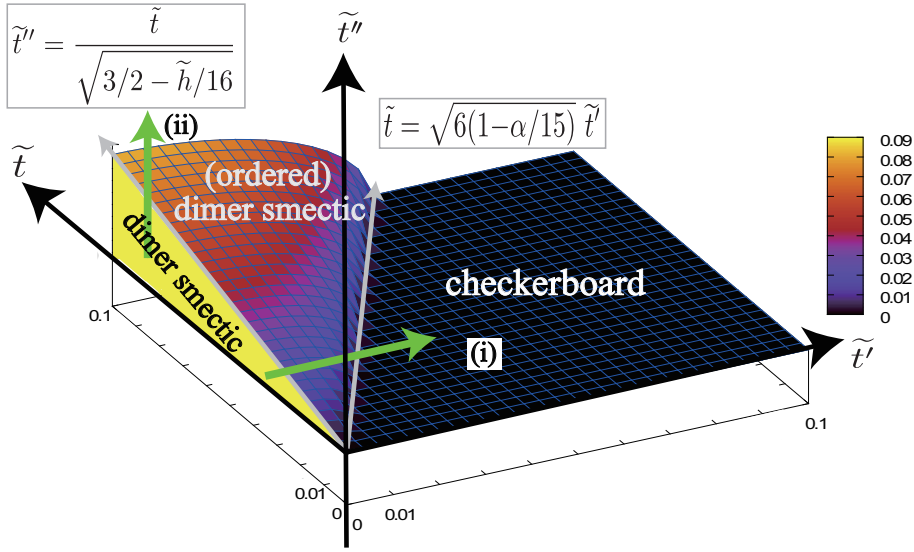 t̃″ = t̃ / √(3/2 − h̃/16)
t̃″
t̃ = √(6(1−α/15)) t̃′
(ii)
t̃
(ordered)
dimer smectic
dimer smectic
checkerboard
(i)
t̃′
0.09
0.08
0.07
0.06
0.05
0.04
0.03
0.02
0.01
0
0.1
0.01
0
0
0.01
0.1